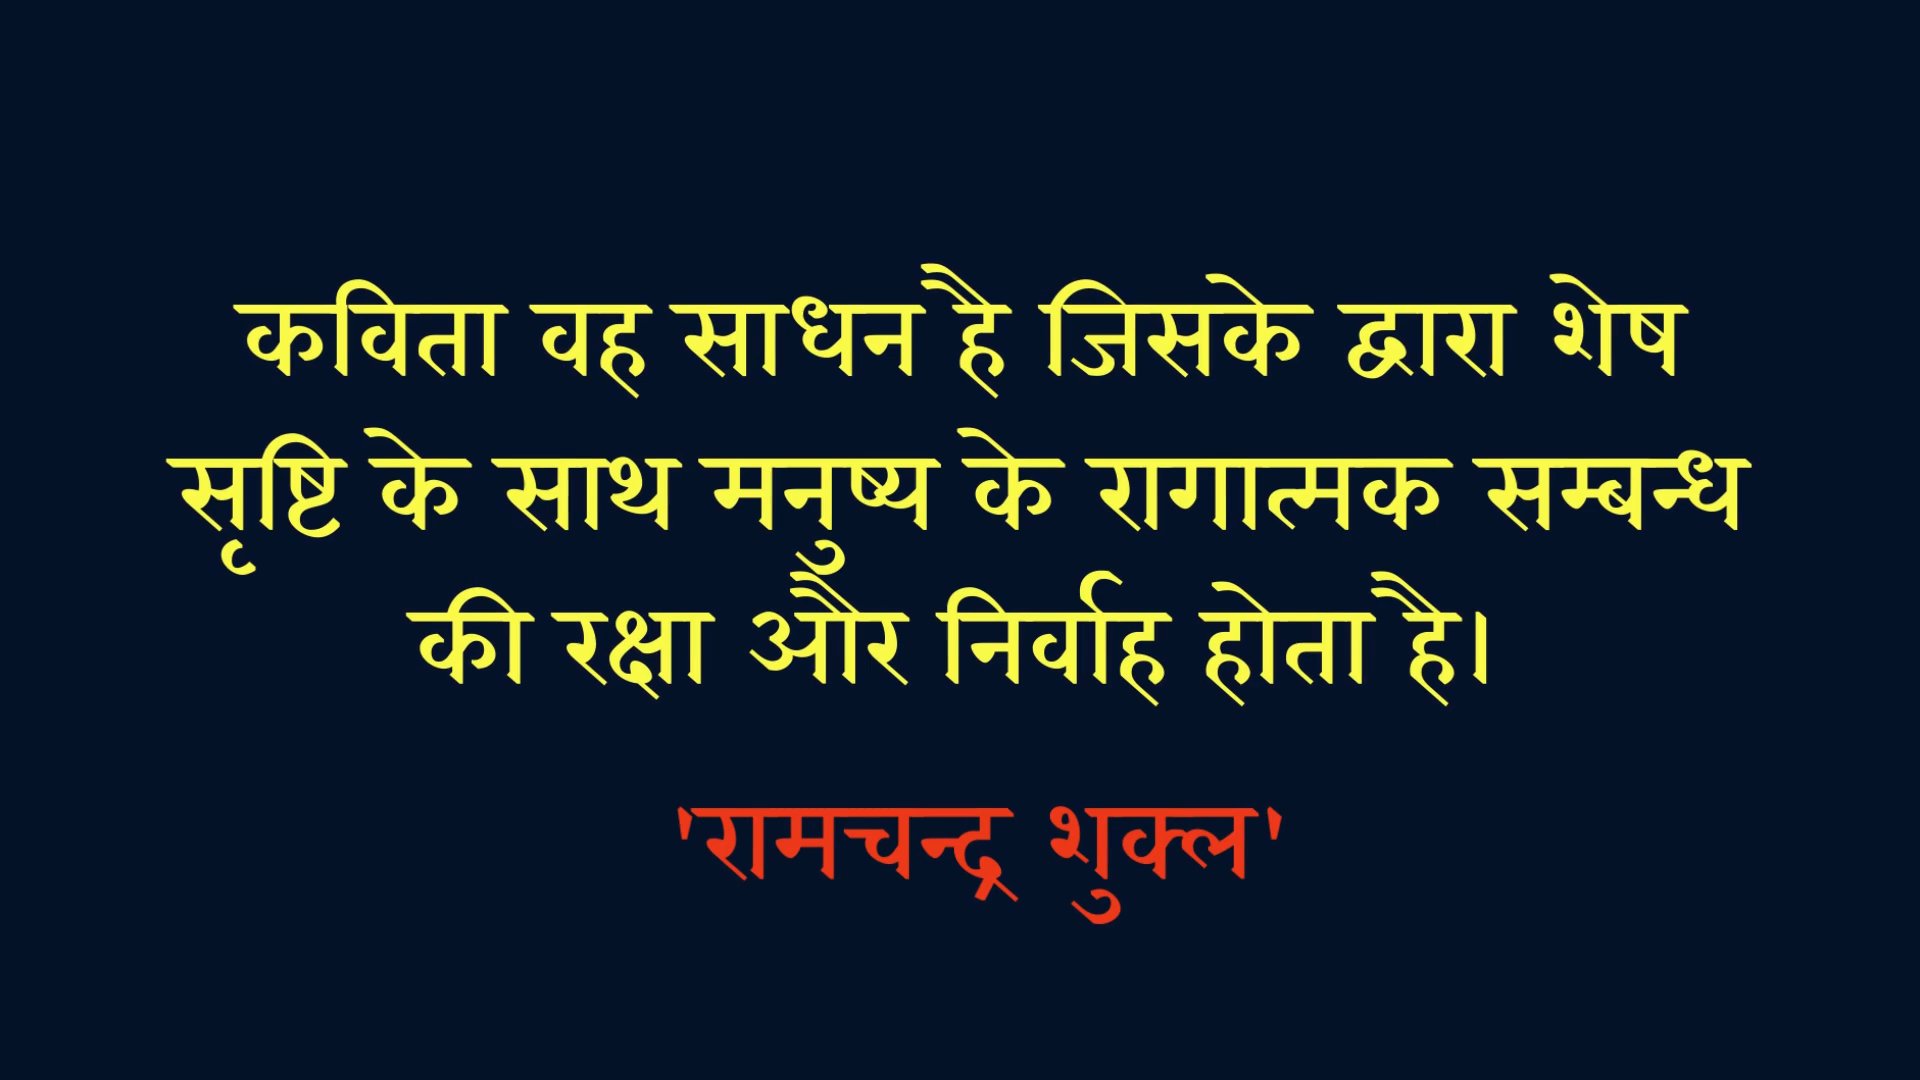 कविता वह साधन है जिसके द्वारा शेष
सृष्टि के साथ मनुष्य के रागात्मक सम्बन्ध
की रक्षा और निर्वाह होता है।
'रामचन्द्र शुक्ल'